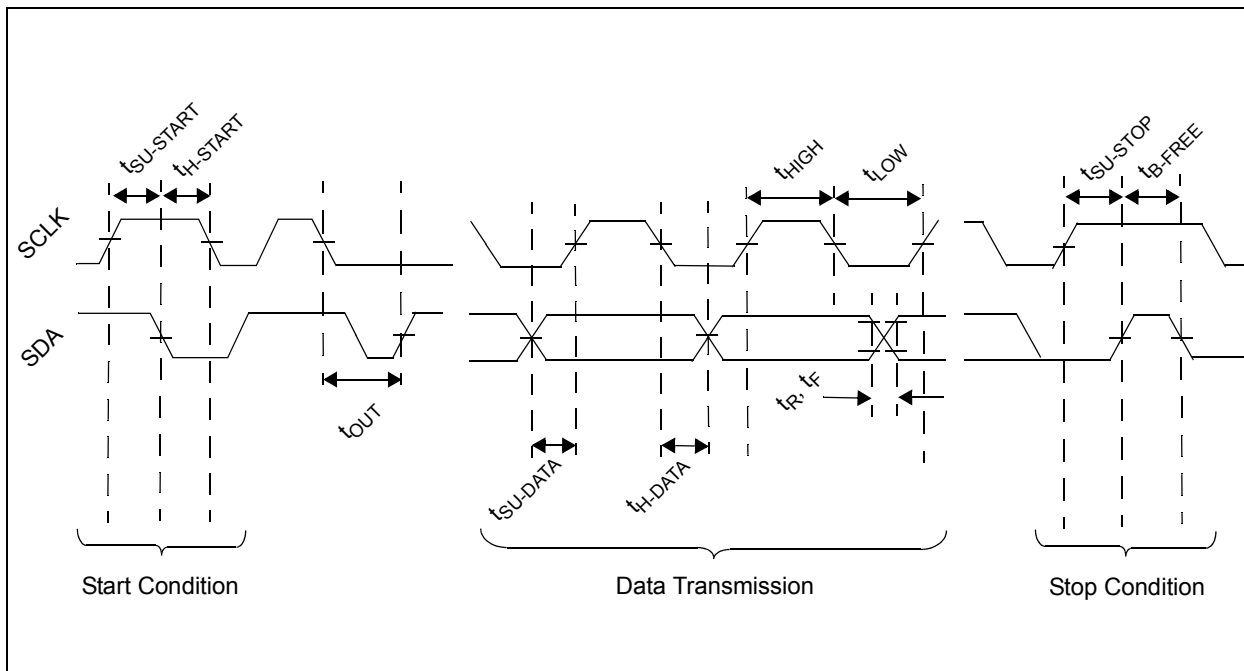 tSU-START
tH-START
tHIGH
tLOW
tSU-STOP
tB-FREE
SCLK
SDA
tOUT
tR, tF
tSU-DATA
tH-DATA
Start Condition
Data Transmission
Stop Condition